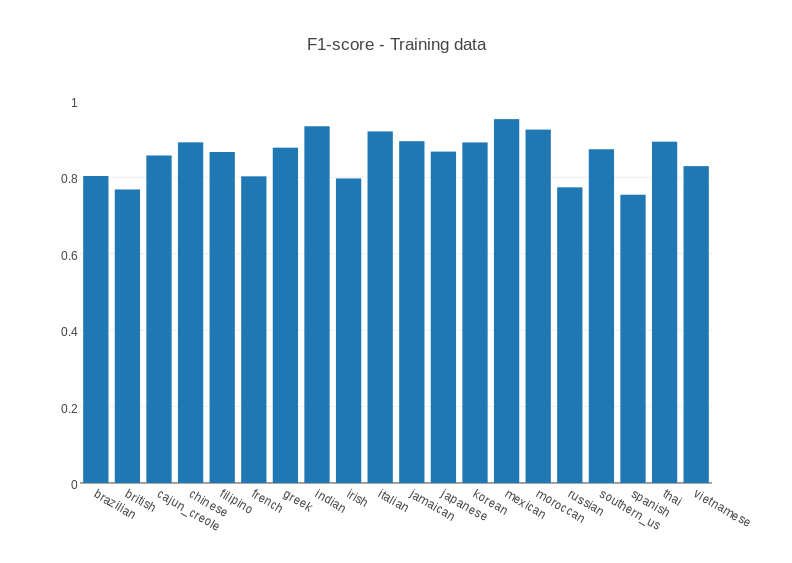 F1-score - Training data
1
0.8
0.6
0.4
0.2
0
brazilian
british
cajun_creole
chinese
filipino
french
greek
indian
irish
italian
jamaican
japanese
korean
mexican
moroccan
russian
southern_us
spanish
thai
vietnamese